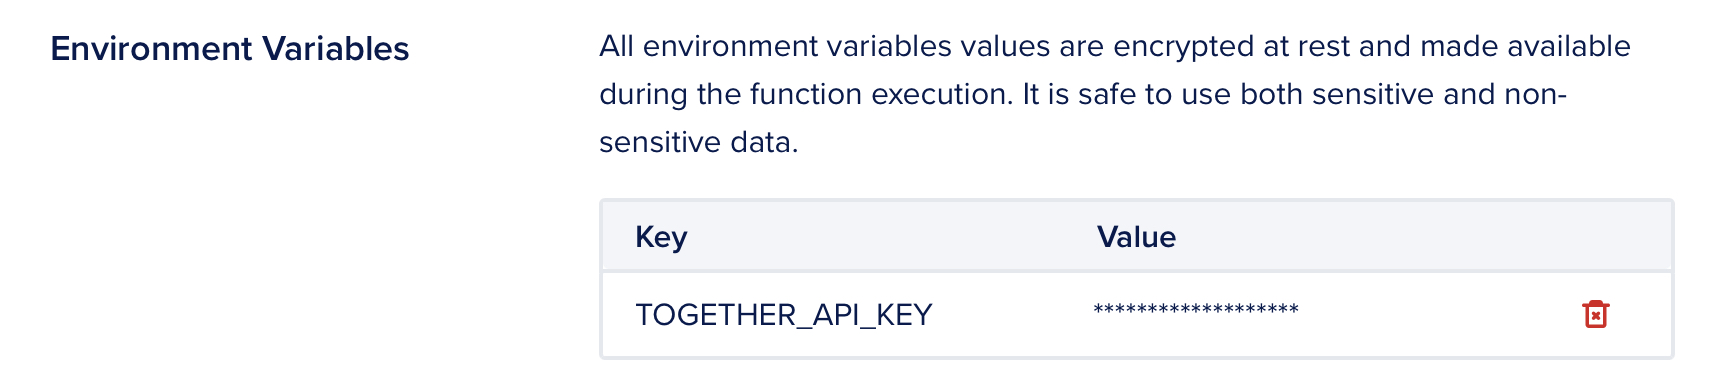 Environment Variables
All environment variables values are encrypted at rest and made available
during the function execution. It is safe to use both sensitive and non-
sensitive data.
Key Value
TOGETHER_API_KEY *******************